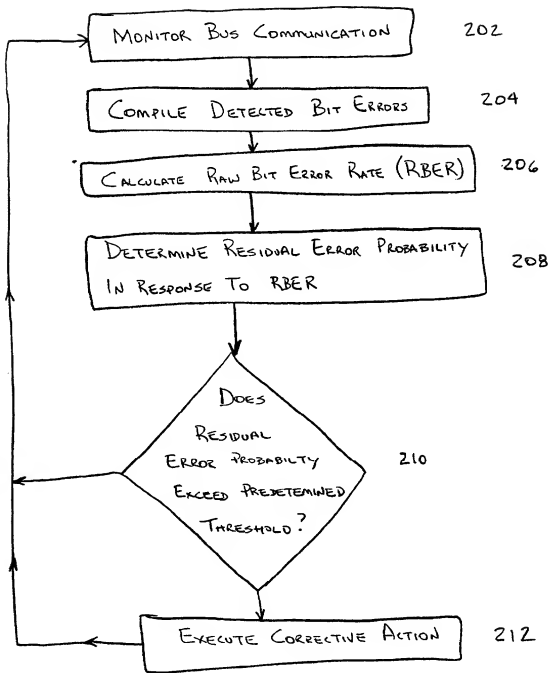 MONITOR BUS COMMUNICATION 202
COMPILE DETECTED BIT ERRORS 204
CALCULATE RAW BIT ERROR RATE (RBER) 206
DETERMINE RESIDUAL ERROR PROBABILITY
IN RESPONSE TO RBER
208
DOES
RESIDUAL
ERROR PROBABILTY
EXCEED PREDETEMINED
THRESHOLD?
210
EXECUTE CORRECTIVE ACTION 212